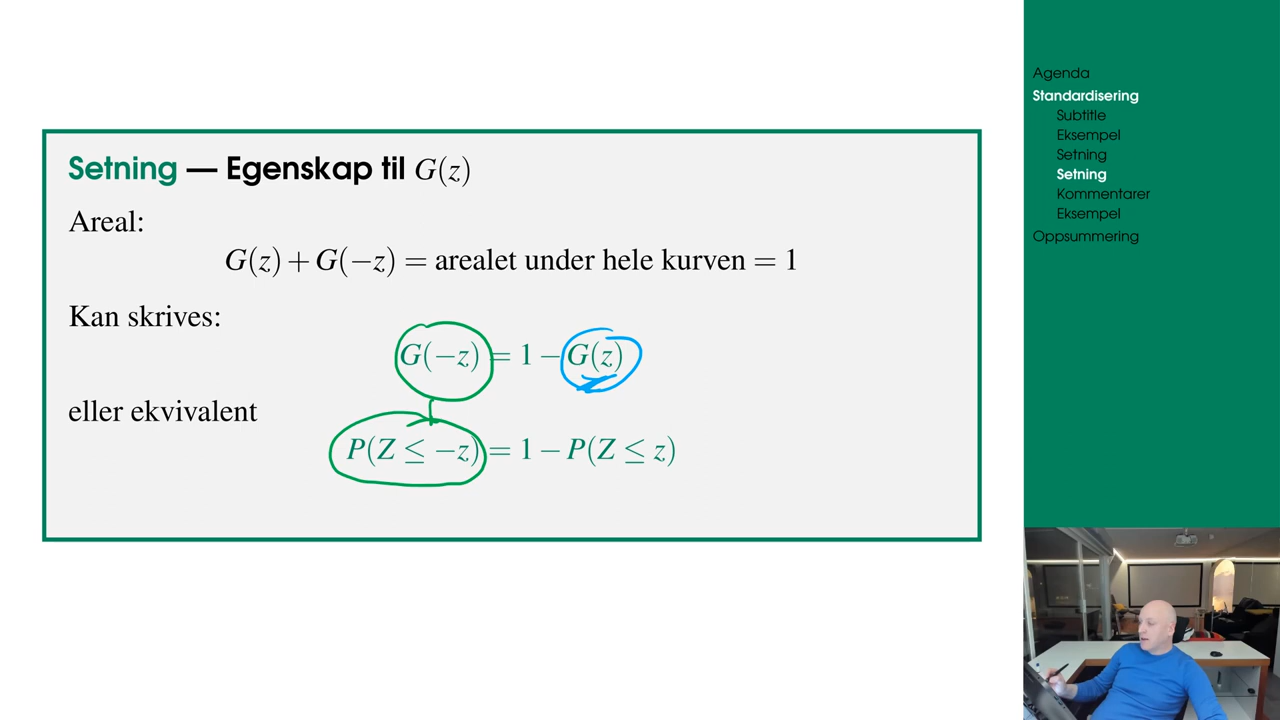 Setning — Egenskap til G(z)
Areal:
G(z) + G(−z) = arealet under hele kurven = 1
Kan skrives:
G(−z) = 1 − G(z)
eller ekvivalent
P(Z ≤ −z) = 1 − P(Z ≤ z)
Agenda
Standardisering
Subtitle
Eksempel
Setning
Setning
Kommentarer
Eksempel
Oppsummering